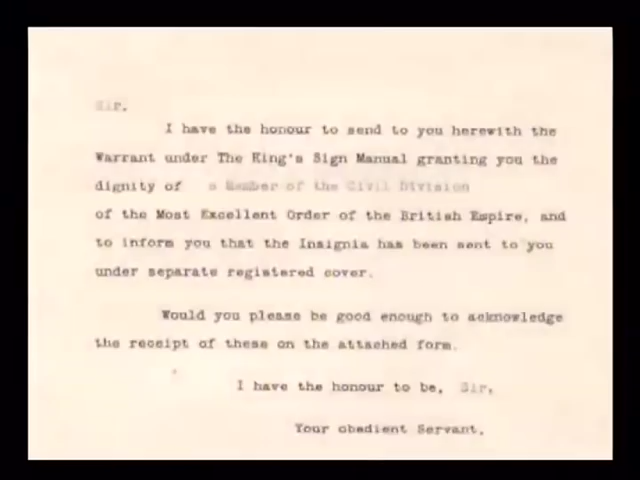 Sir,
I have the honour to send to you herewith the
Warrant under The King's Sign Manual granting you the
dignity of a Member of the Civil Division
of the Most Excellent Order of the British Empire, and
to inform you that the Insignia has been sent to you
under separate registered cover.
Would you please be good enough to acknowledge
the receipt of these on the attached form.
I have the honour to be, Sir,
Your obedient Servant,